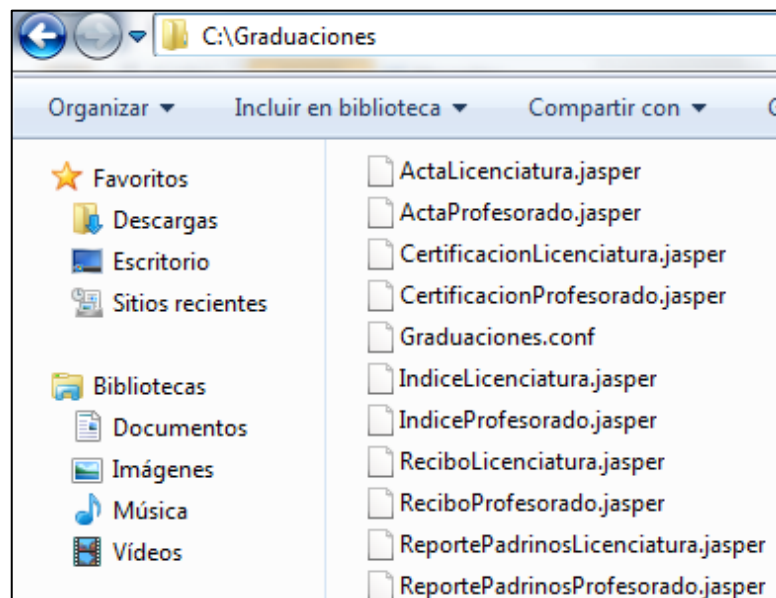 C:\Graduaciones
Organizar Incluir en biblioteca Compartir con
Favoritos
Descargas
Escritorio
Sitios recientes
Bibliotecas
Documentos
Imágenes
Música
Vídeos
ActaLicenciatura.jasper
ActaProfesorado.jasper
CertificacionLicenciatura.jasper
CertificacionProfesorado.jasper
Graduaciones.conf
IndiceLicenciatura.jasper
IndiceProfesorado.jasper
ReciboLicenciatura.jasper
ReciboProfesorado.jasper
ReportePadrinosLicenciatura.jasper
ReportePadrinosProfesorado.jasper